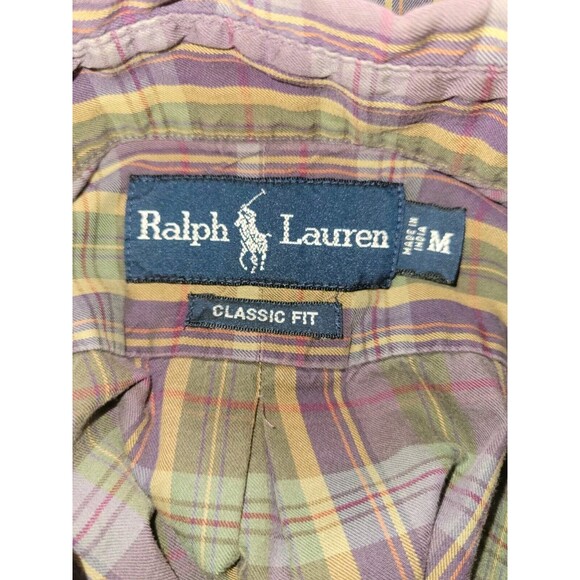 Ralph Lauren
MADE IN
INDIA
M
CLASSIC FIT